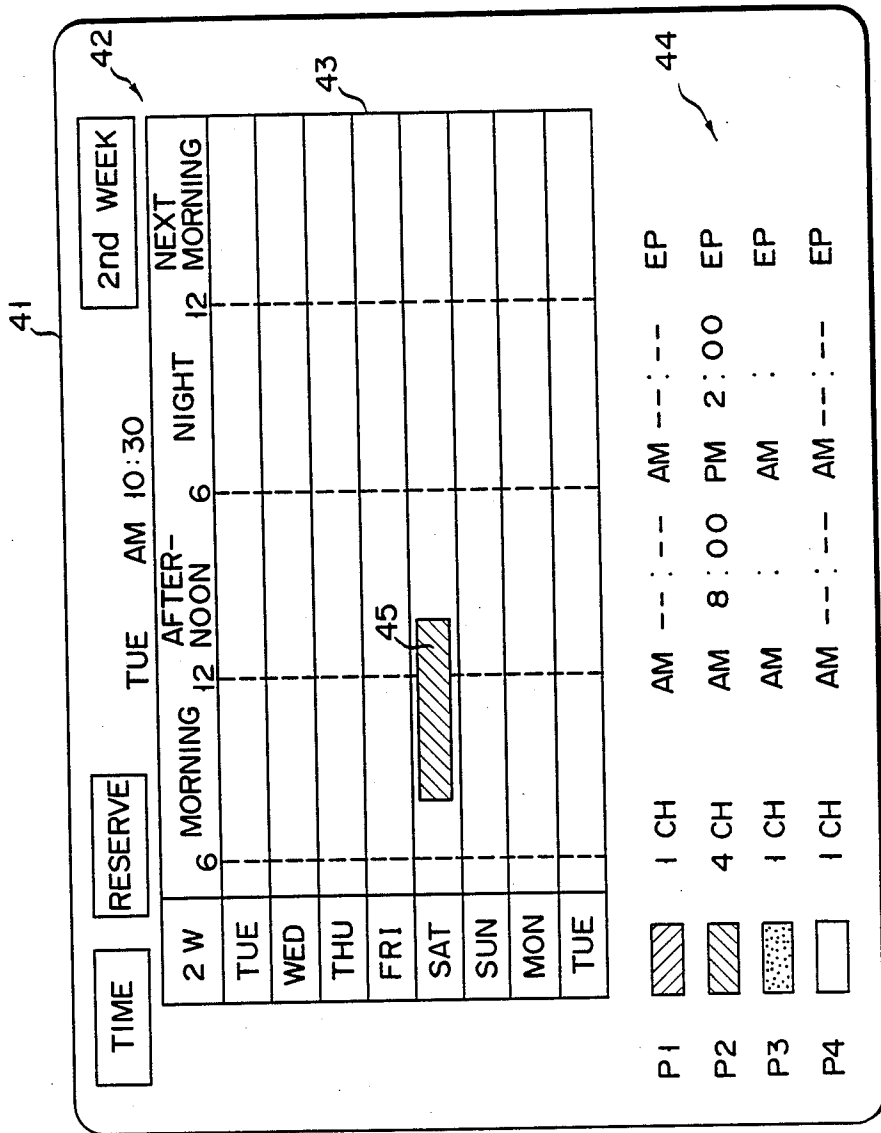 41
TIME RESERVE TUE AM 10:30 2nd WEEK
42
2 W MORNING AFTER-NOON NIGHT NEXT MORNING
6 12 6 12
43
TUE
WED
THU
FRI
SAT 45
SUN
MON
TUE
44
P1 1 CH AM --:-- AM --:-- EP
P2 4 CH AM 8:00 PM 2:00 EP
P3 1 CH AM : AM : EP
P4 1 CH AM --:-- AM --:-- EP